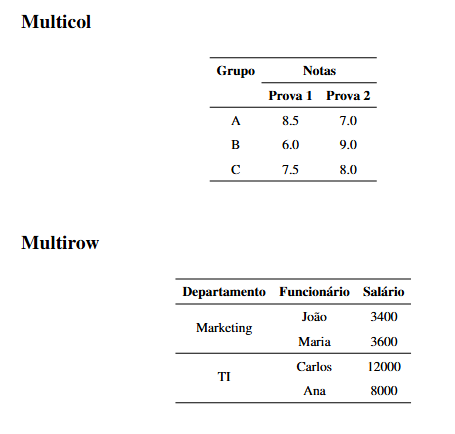 Multicol
Grupo Notas
Prova 1 Prova 2
A 8.5 7.0
B 6.0 9.0
C 7.5 8.0
Multirow
Departamento Funcionário Salário
Marketing João 3400
Maria 3600
TI Carlos 12000
Ana 8000